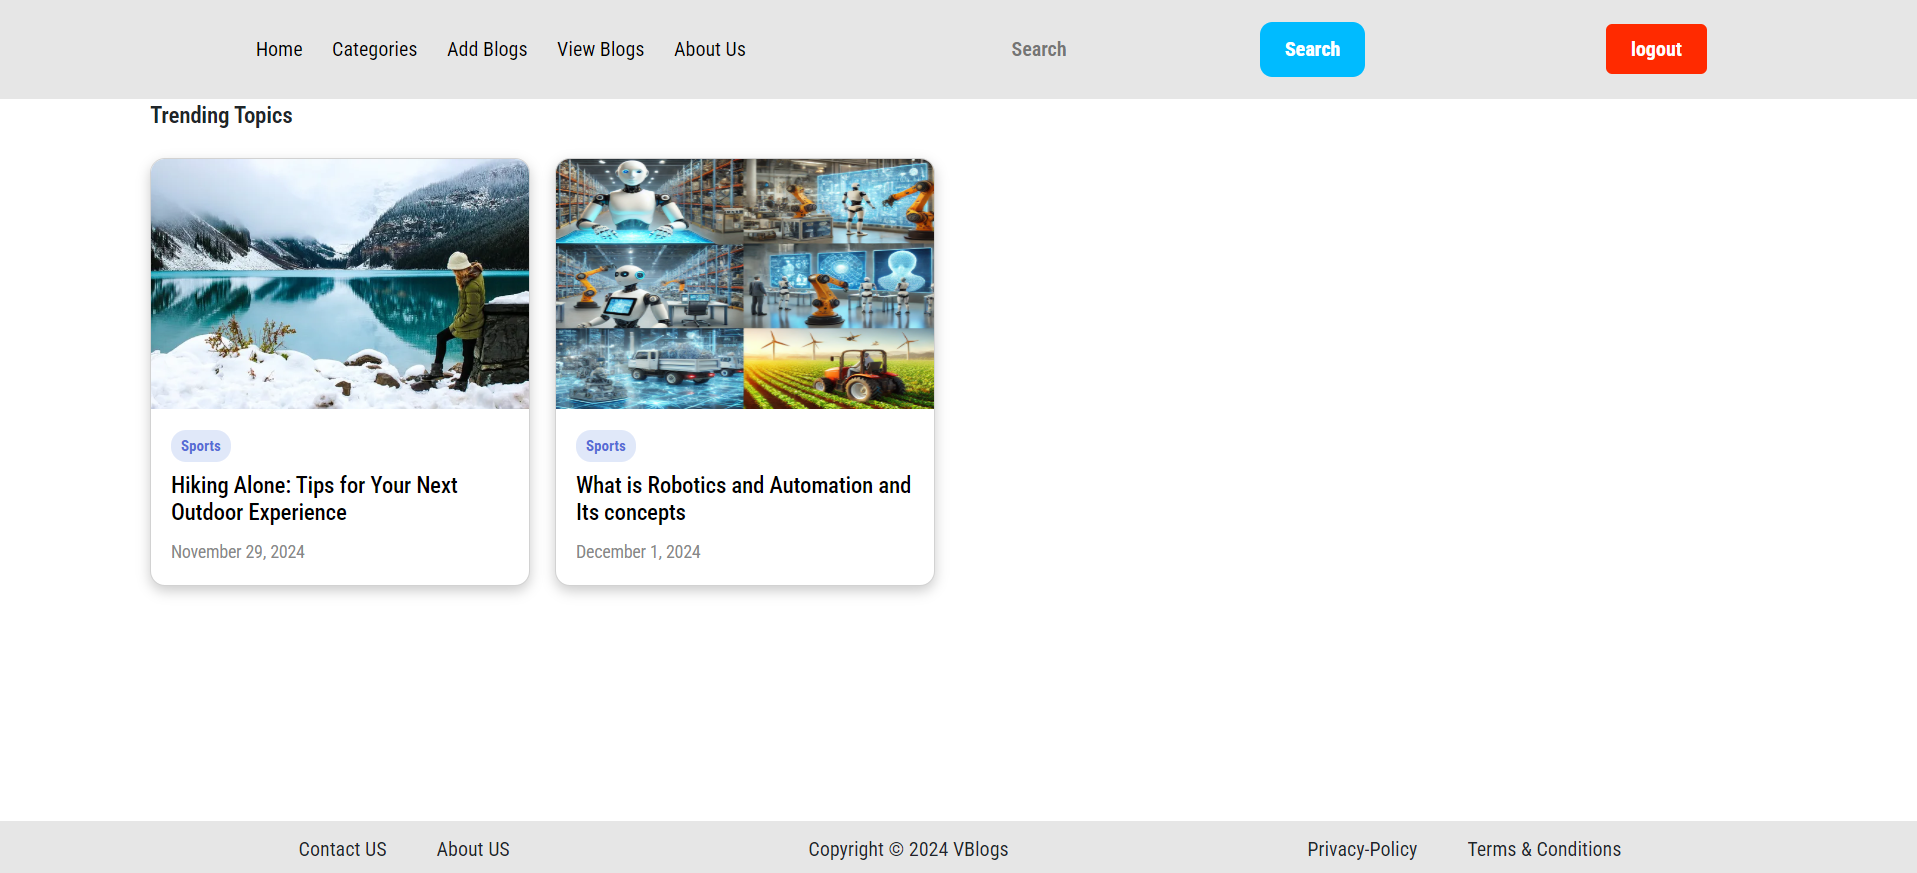 Home Categories Add Blogs View Blogs About Us Search Search logout
Trending Topics
Sports
Hiking Alone: Tips for Your Next
Outdoor Experience
November 29, 2024
Sports
What is Robotics and Automation and
Its concepts
December 1, 2024
Contact US About US Copyright © 2024 VBlogs Privacy-Policy Terms & Conditions